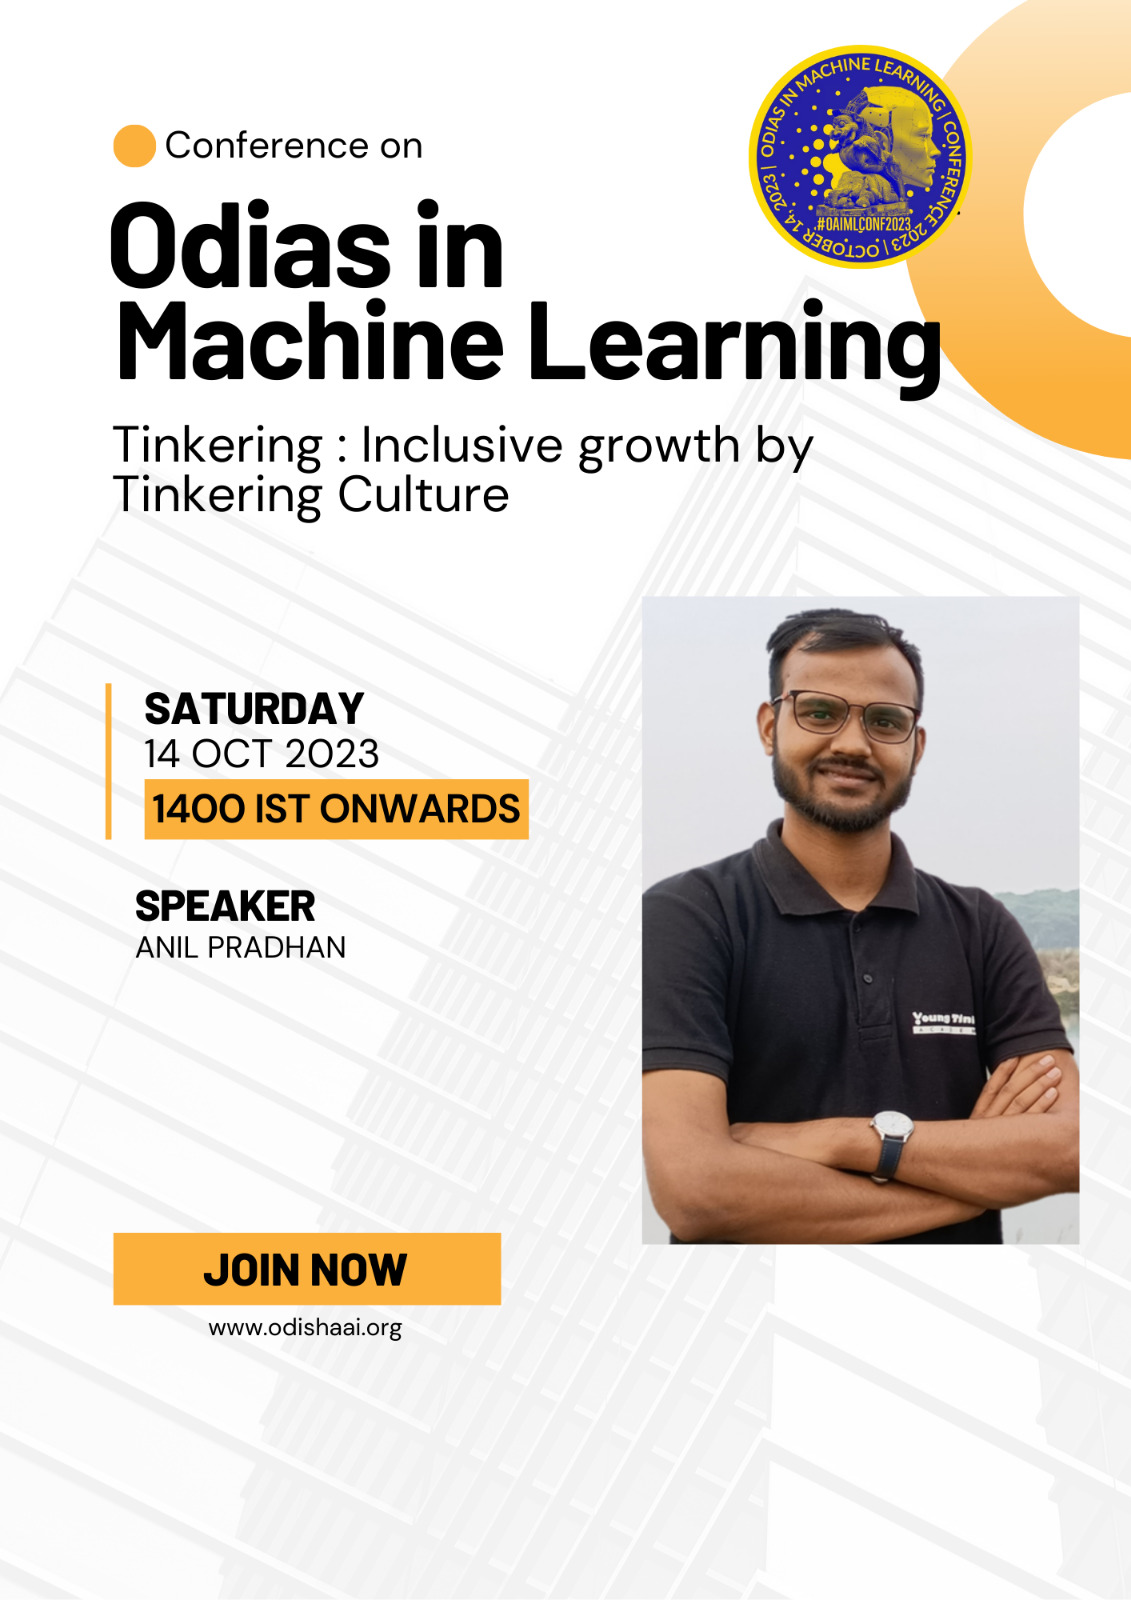 Conference on
Odias in
Machine Learning
Tinkering : Inclusive growth by
Tinkering Culture
ODIAS IN MACHINE LEARNING | CONFERENCE 2023 | OCTOBER 14, 2023 |
#OAIMLCONF2023
SATURDAY
14 OCT 2023
1400 IST ONWARDS
SPEAKER
ANIL PRADHAN
Young
JOIN NOW
www.odishaai.org